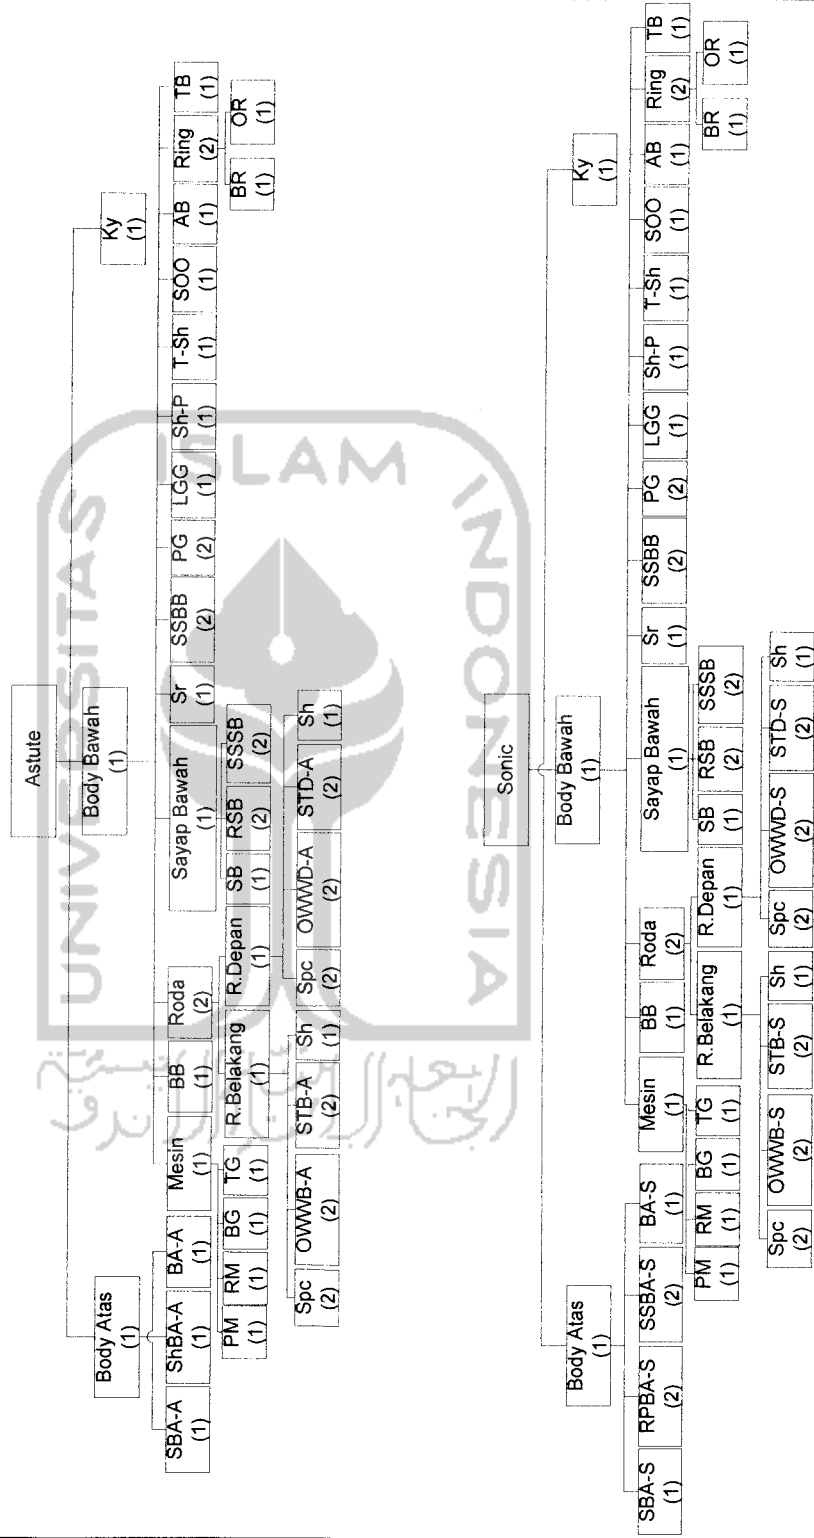 Astute
Body Atas
(1)
Body Bawah
(1)
Ky
(1)
SBA-A
(1)
ShBA-A
(1)
BA-A
(1)
Mesin
(1)
BB
(1)
Roda
(2)
Sayap Bawah
(1)
Sr
(1)
SSBB
(2)
PG
(2)
LGG
(1)
Sh-P
(1)
T-Sh
(1)
SOO
(1)
AB
(1)
Ring
(2)
TB
(1)
PM
(1)
RM
(1)
BG
(1)
TG
(1)
R.Belakang
(1)
R.Depan
(1)
SB
(1)
RSB
(2)
SSSB
(2)
BR
(1)
OR
(1)
Spc
(2)
OWWB-A
(2)
STB-A
(2)
Sh
(1)
Spc
(2)
OWWD-A
(2)
STD-A
(2)
Sh
(1)
Sonic
Body Atas
(1)
Body Bawah
(1)
Ky
(1)
SBA-S
(1)
RPBA-S
(2)
SSBA-S
(2)
BA-S
(1)
Mesin
(1)
BB
(1)
Roda
(2)
Sayap Bawah
(1)
Sr
(1)
SSBB
(2)
PG
(2)
LGG
(1)
Sh-P
(1)
T-Sh
(1)
SOO
(1)
AB
(1)
Ring
(2)
TB
(1)
PM
(1)
RM
(1)
BG
(1)
TG
(1)
R.Belakang
(1)
R.Depan
(1)
SB
(1)
RSB
(2)
SSSB
(2)
BR
(1)
OR
(1)
Spc
(2)
OWWB-S
(2)
STB-S
(2)
Sh
(1)
Spc
(2)
OWWD-S
(2)
STD-S
(2)
Sh
(1)
UNIVERSITAS
ISLAM
INDONESIA